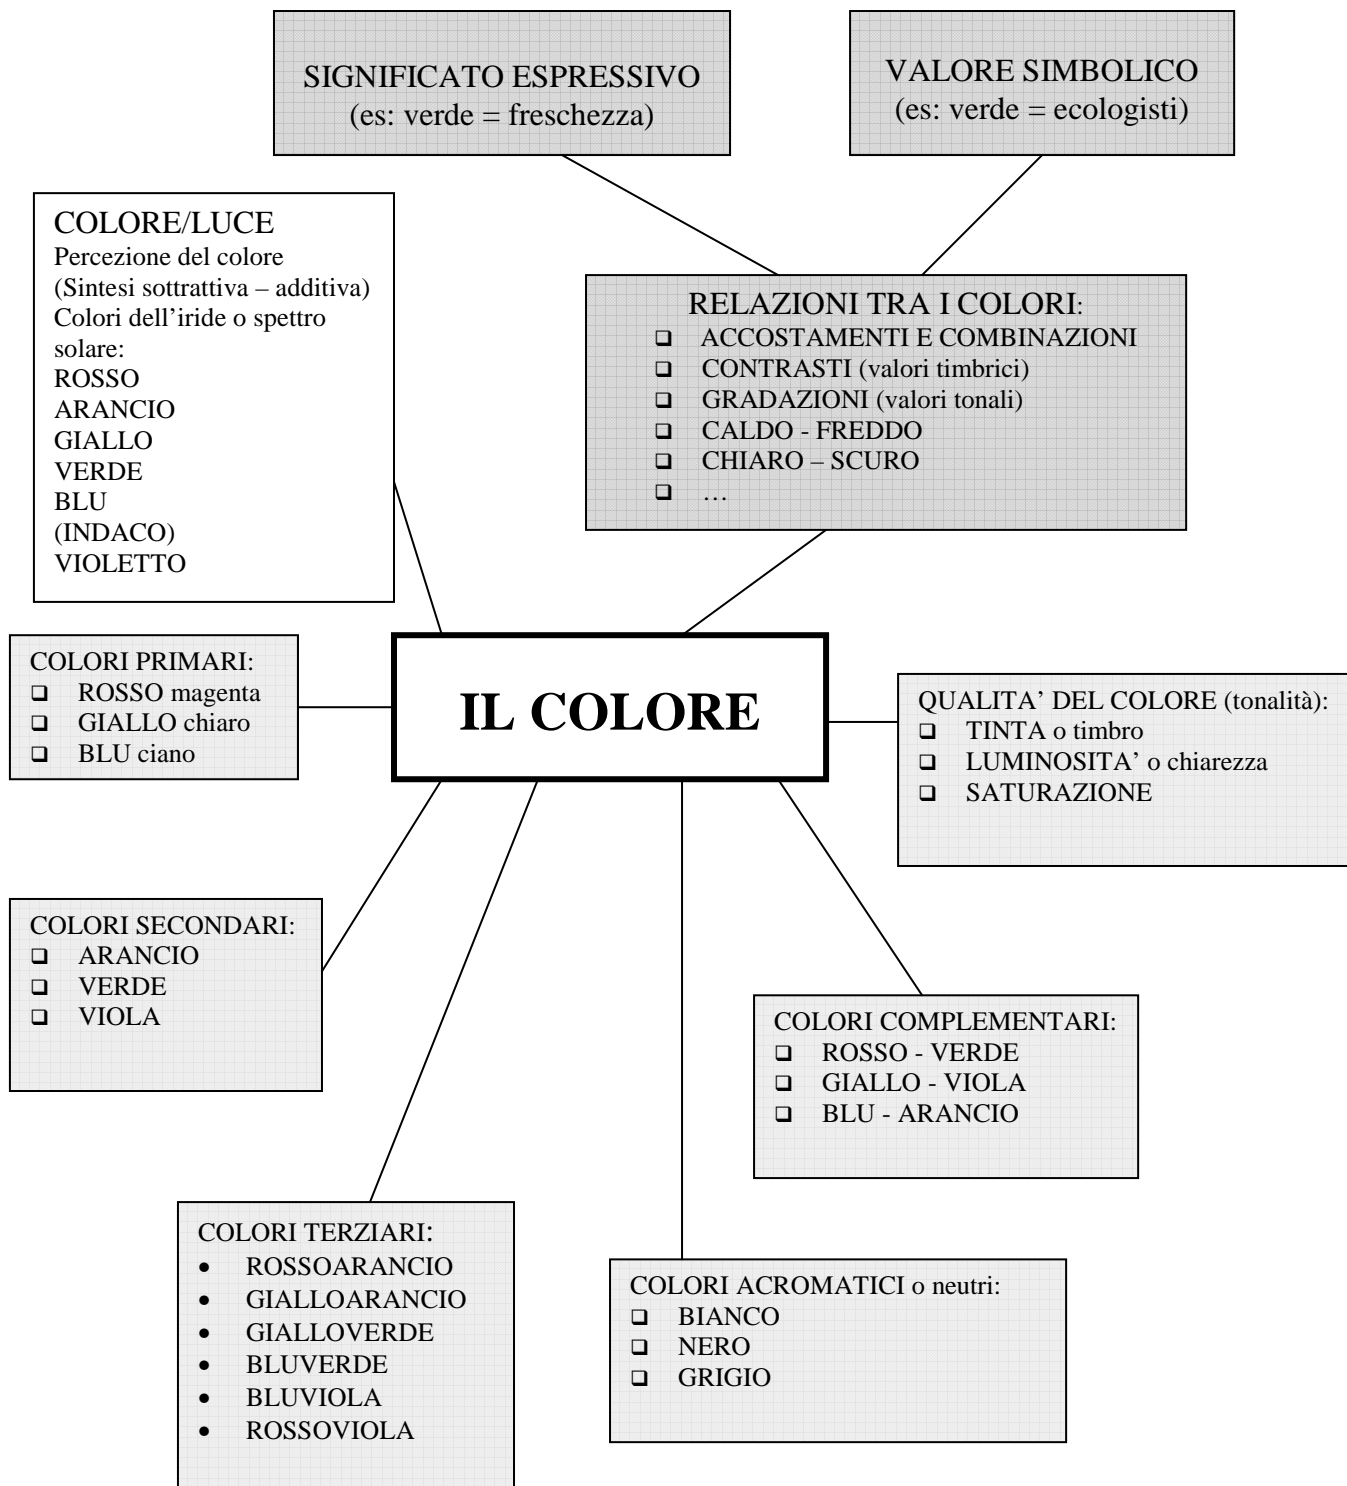 SIGNIFICATO ESPRESSIVO
(es: verde = freschezza)
VALORE SIMBOLICO
(es: verde = ecologisti)
COLORE/LUCE
Percezione del colore
(Sintesi sottrattiva – additiva)
Colori dell’iride o spettro
solare:
ROSSO
ARANCIO
GIALLO
VERDE
BLU
(INDACO)
VIOLETTO
RELAZIONI TRA I COLORI:
❑ ACCOSTAMENTI E COMBINAZIONI
❑ CONTRASTI (valori timbrici)
❑ GRADAZIONI (valori tonali)
❑ CALDO - FREDDO
❑ CHIARO – SCURO
❑ …
COLORI PRIMARI:
❑ ROSSO magenta
❑ GIALLO chiaro
❑ BLU ciano
IL COLORE
QUALITA’ DEL COLORE (tonalità):
❑ TINTA o timbro
❑ LUMINOSITA’ o chiarezza
❑ SATURAZIONE
COLORI SECONDARI:
❑ ARANCIO
❑ VERDE
❑ VIOLA
COLORI COMPLEMENTARI:
❑ ROSSO - VERDE
❑ GIALLO - VIOLA
❑ BLU - ARANCIO
COLORI TERZIARI:
• ROSSOARANCIO
• GIALLOARANCIO
• GIALLOVERDE
• BLUVERDE
• BLUVIOLA
• ROSSOVIOLA
COLORI ACROMATICI o neutri:
❑ BIANCO
❑ NERO
❑ GRIGIO